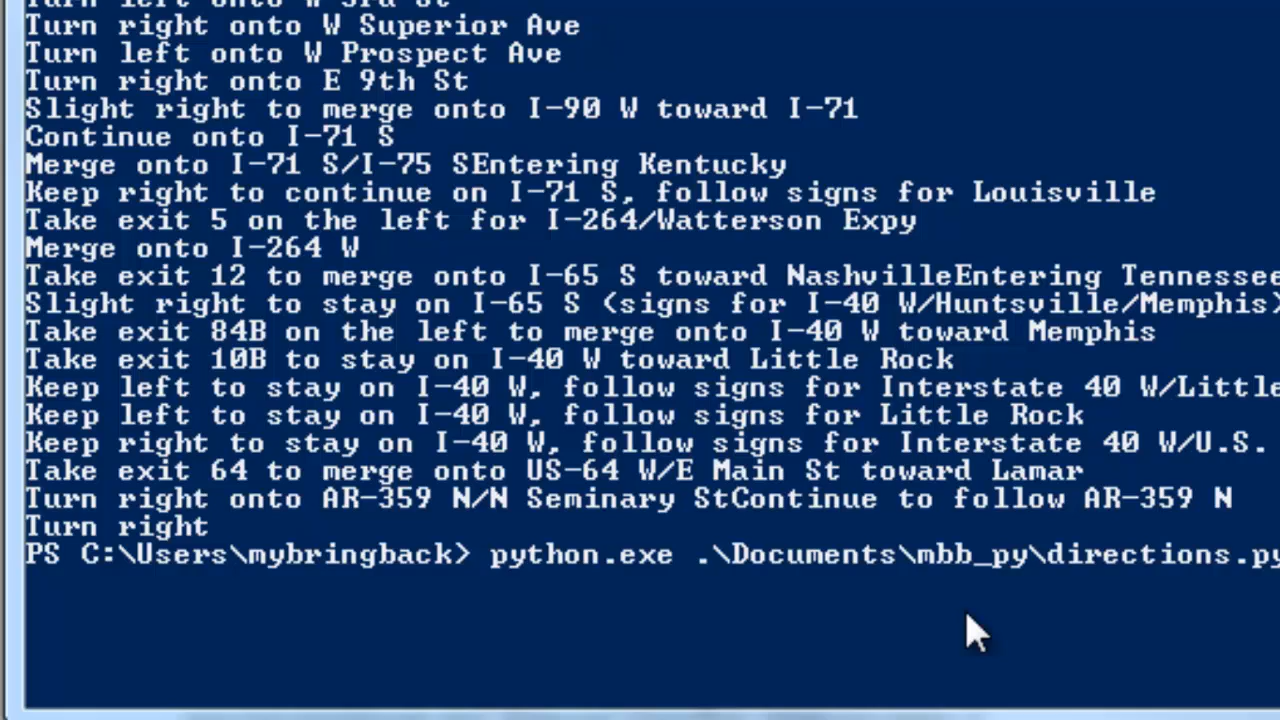 Turn left onto W 3rd St
Turn right onto W Superior Ave
Turn left onto W Prospect Ave
Turn right onto E 9th St
Slight right to merge onto I-90 W toward I-71
Continue onto I-71 S
Merge onto I-71 S/I-75 SEntering Kentucky
Keep right to continue on I-71 S, follow signs for Louisville
Take exit 5 on the left for I-264/Watterson Expy
Merge onto I-264 W
Take exit 12 to merge onto I-65 S toward NashvilleEntering Tennessee
Slight right to stay on I-65 S (signs for I-40 W/Huntsville/Memphis)
Take exit 84B on the left to merge onto I-40 W toward Memphis
Take exit 10B to stay on I-40 W toward Little Rock
Keep left to stay on I-40 W, follow signs for Interstate 40 W/Little
Keep left to stay on I-40 W, follow signs for Little Rock
Keep right to stay on I-40 W, follow signs for Interstate 40 W/U.S.
Take exit 64 to merge onto US-64 W/E Main St toward Lamar
Turn right onto AR-359 N/N Seminary StContinue to follow AR-359 N
Turn right
PS C:\Users\mybringback> python.exe .\Documents\mbb_py\directions.py